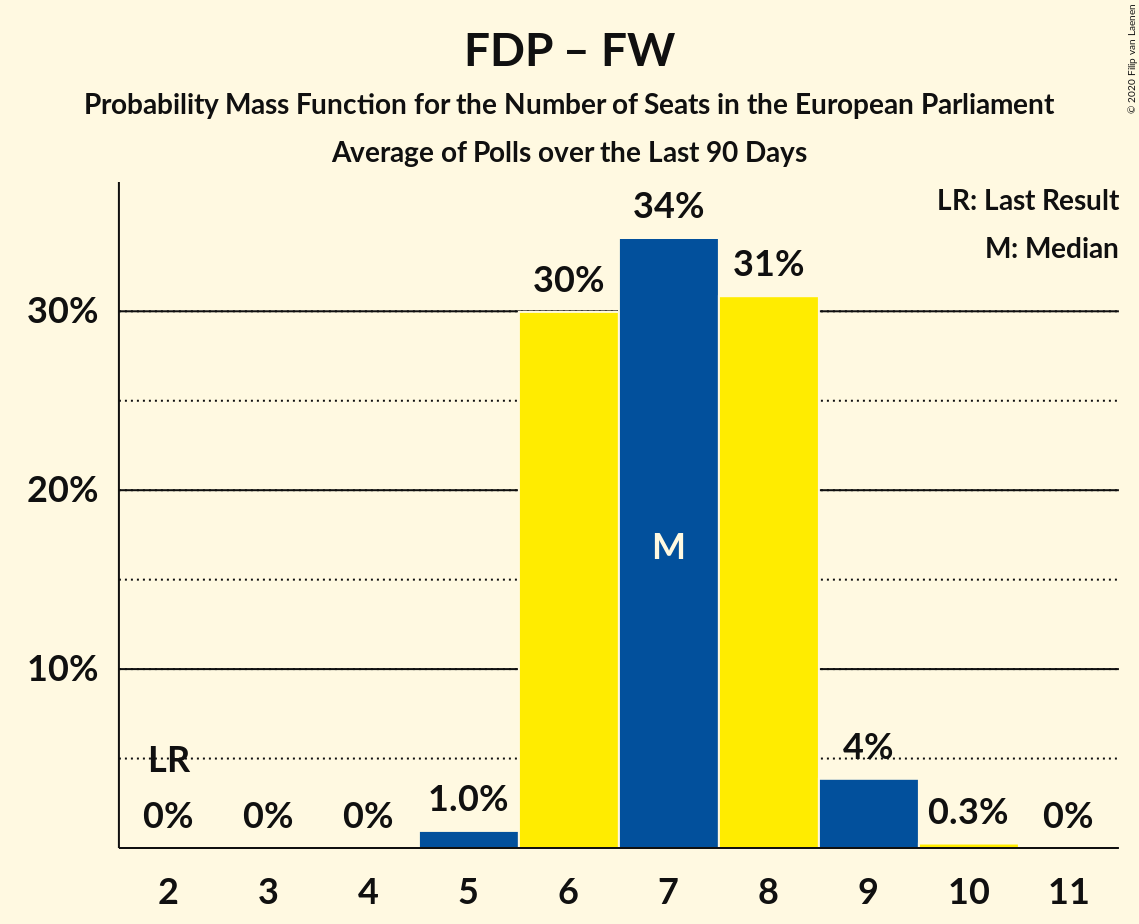 FDP – FW
Probability Mass Function for the Number of Seats in the European Parliament
Average of Polls over the Last 90 Days
© 2020 Filip van Laenen
LR: Last Result
M: Median
34%
31%
30%
30%
20%
M
10%
LR
4%
1.0%
0.3%
0% 0% 0% 0%
2 3 4 5 6 7 8 9 10 11